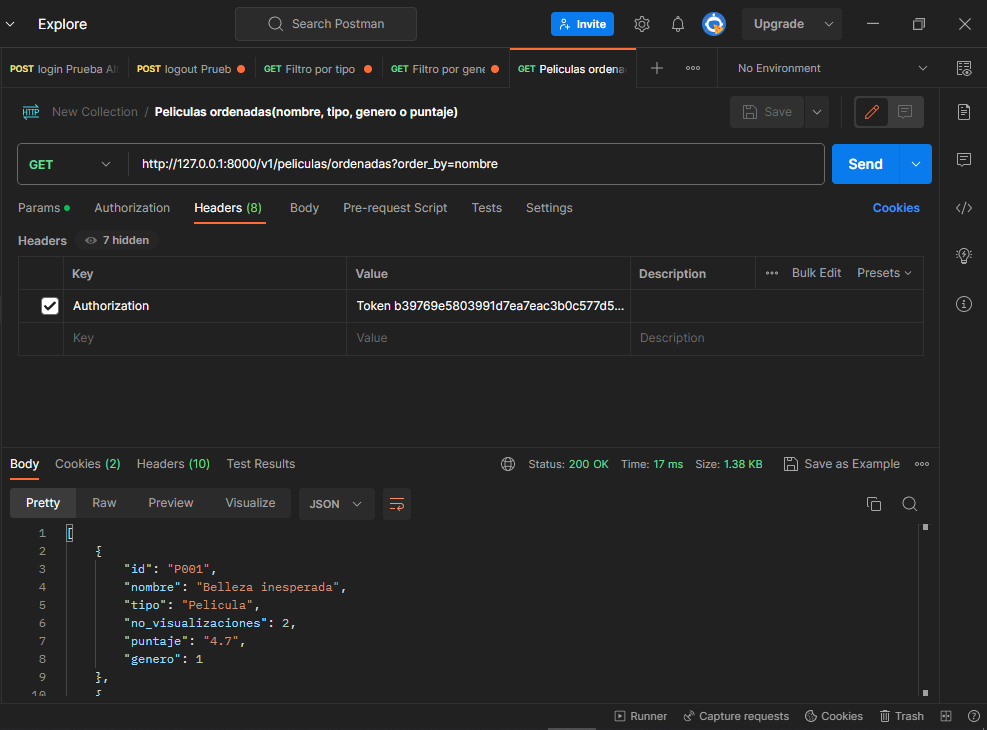 Explore
Search Postman
Invite
Upgrade
POST login Prueba
POST logout Prueb
GET Filtro por tipo
GET Filtro por gene
GET Peliculas ordena
No Environment
HTTP
New Collection / Peliculas ordenadas(nombre, tipo, genero o puntaje)
Save
GET
http://127.0.0.1:8000/v1/peliculas/ordenadas?order_by=nombre
Send
Params
Authorization
Headers (8)
Body
Pre-request Script
Tests
Settings
Cookies
Headers
7 hidden
Key
Value
Description
Bulk Edit
Presets
Authorization
Token b39769e5803991d7ea7eac3b0c577d5...
Key
Value
Description
Body
Cookies (2)
Headers (10)
Test Results
Status: 200 OK
Time: 17 ms
Size: 1.38 KB
Save as Example
Pretty
Raw
Preview
Visualize
JSON
1 [
2 {
3 "id": "P001",
4 "nombre": "Belleza inesperada",
5 "tipo": "Pelicula",
6 "no_visualizaciones": 2,
7 "puntaje": "4.7",
8 "genero": 1
9 },
10 {
Runner
Capture requests
Cookies
Trash